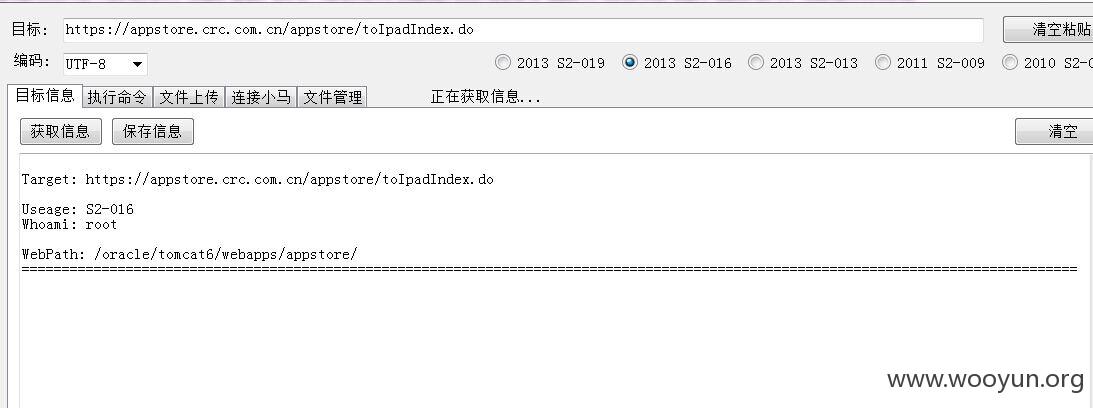 目标: https://appstore.crc.com.cn/appstore/toIpadIndex.do 清空粘贴
编码: UTF-8 2013 S2-019 2013 S2-016 2013 S2-013 2011 S2-009 2010 S2-0
目标信息 执行命令 文件上传 连接小马 文件管理 正在获取信息...
获取信息 保存信息 清空
Target: https://appstore.crc.com.cn/appstore/toIpadIndex.do
Useage: S2-016
Whoami: root
WebPath: /oracle/tomcat6/webapps/appstore/
====================================================================================================================================
www.wooyun.org